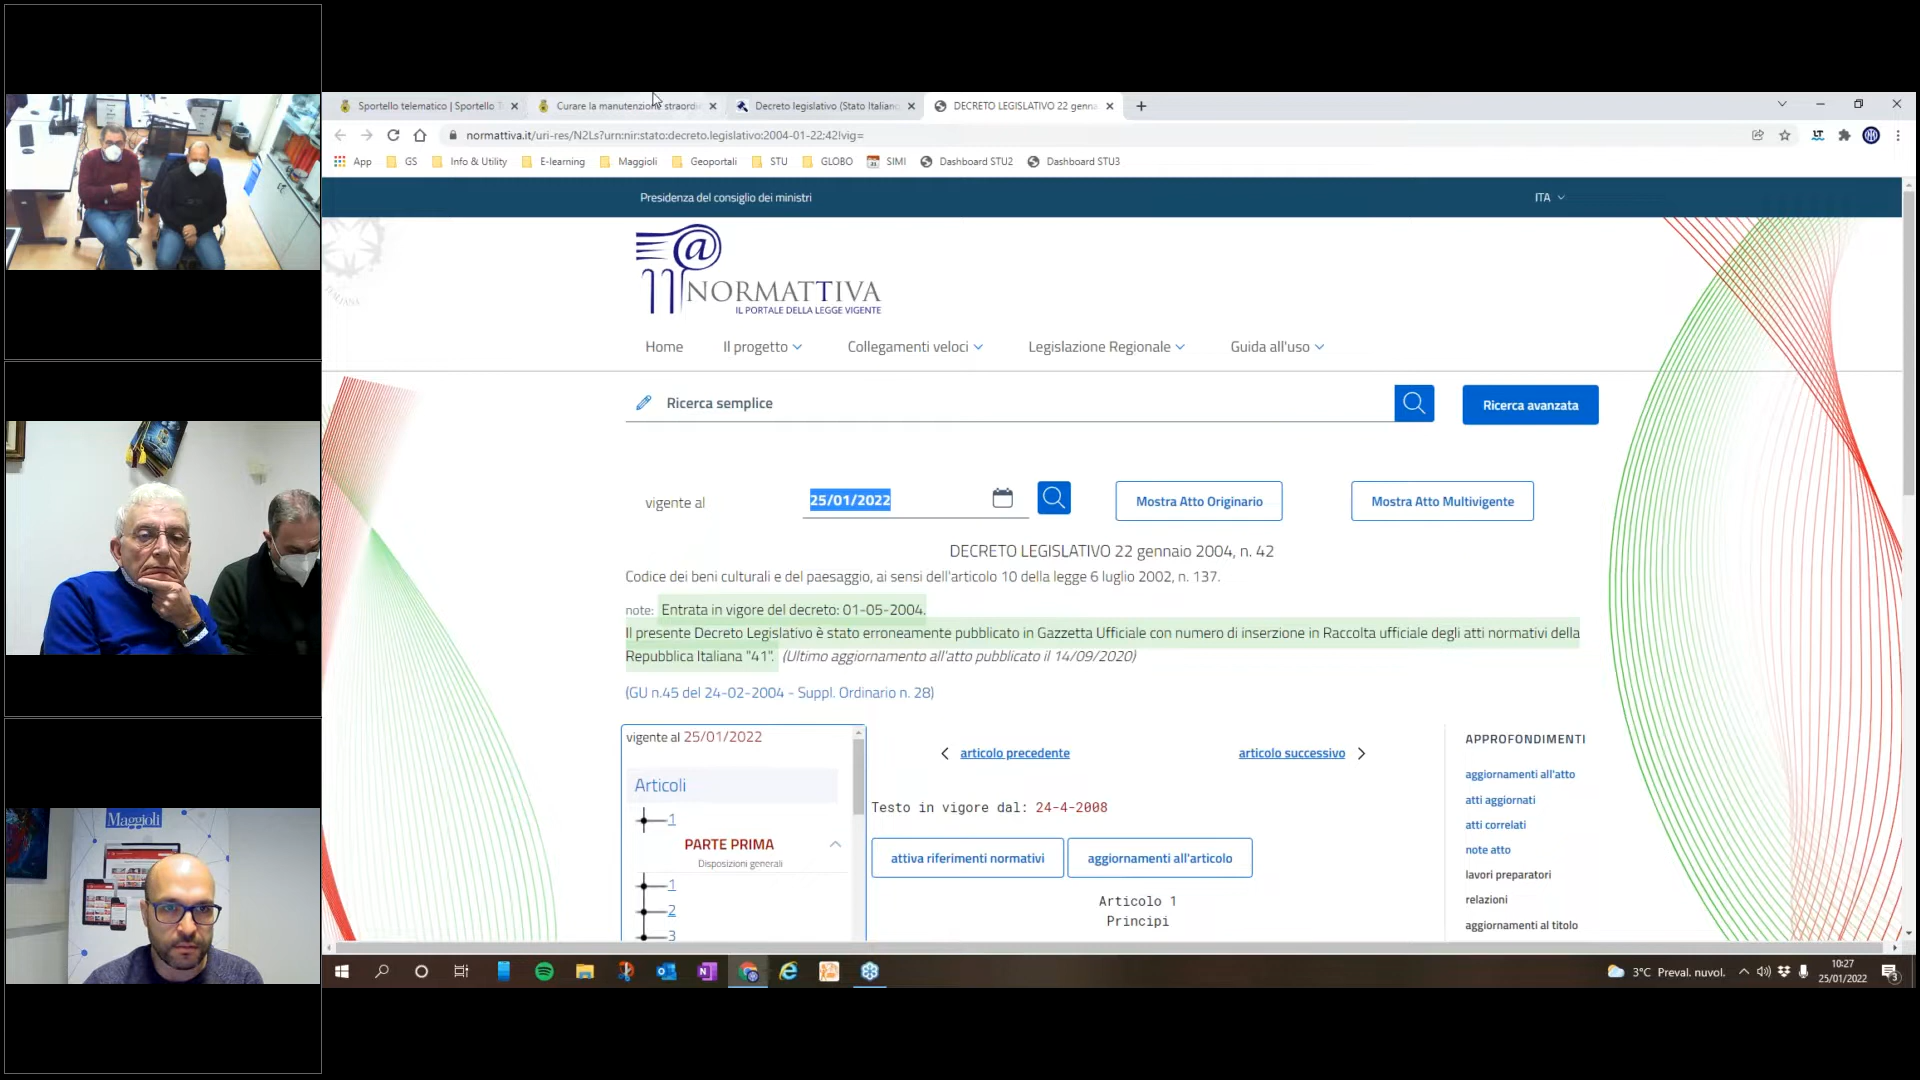 Sportello telematico | Sportello T
Curare la manutenzione straordi
Decreto legislativo (Stato Italiano
DECRETO LEGISLATIVO 22 genna
normattiva.it/uri-res/N2Ls?urn:nir:stato:decreto.legislativo:2004-01-22;42!vig=
App GS Info & Utility E-learning Maggioli Geoportali STU GLOBO SIMI Dashboard STU2 Dashboard STU3
Presidenza del consiglio dei ministri
ITA
NORMATTIVA
IL PORTALE DELLA LEGGE VIGENTE
Home Il progetto Collegamenti veloci Legislazione Regionale Guida all'uso
Ricerca semplice
Ricerca avanzata
vigente al
25/01/2022
Mostra Atto Originario
Mostra Atto Multivigente
DECRETO LEGISLATIVO 22 gennaio 2004, n. 42
Codice dei beni culturali e del paesaggio, ai sensi dell'articolo 10 della legge 6 luglio 2002, n. 137.
note: Entrata in vigore del decreto: 01-05-2004.
Il presente Decreto Legislativo è stato erroneamente pubblicato in Gazzetta Ufficiale con numero di inserzione in Raccolta ufficiale degli atti normativi della
Repubblica Italiana "41". (Ultimo aggiornamento all'atto pubblicato il 14/09/2020)
(GU n.45 del 24-02-2004 - Suppl. Ordinario n. 28)
vigente al 25/01/2022
Articoli
1
PARTE PRIMA
Disposizioni generali
1
2
3
articolo precedente
articolo successivo
Testo in vigore dal: 24-4-2008
attiva riferimenti normativi
aggiornamenti all'articolo
Articolo 1
Principi
APPROFONDIMENTI
aggiornamenti all'atto
atti aggiornati
atti correlati
note atto
lavori preparatori
relazioni
aggiornamenti al titolo
Maggioli
3°C Preval. nuvol.
10:27
25/01/2022
3